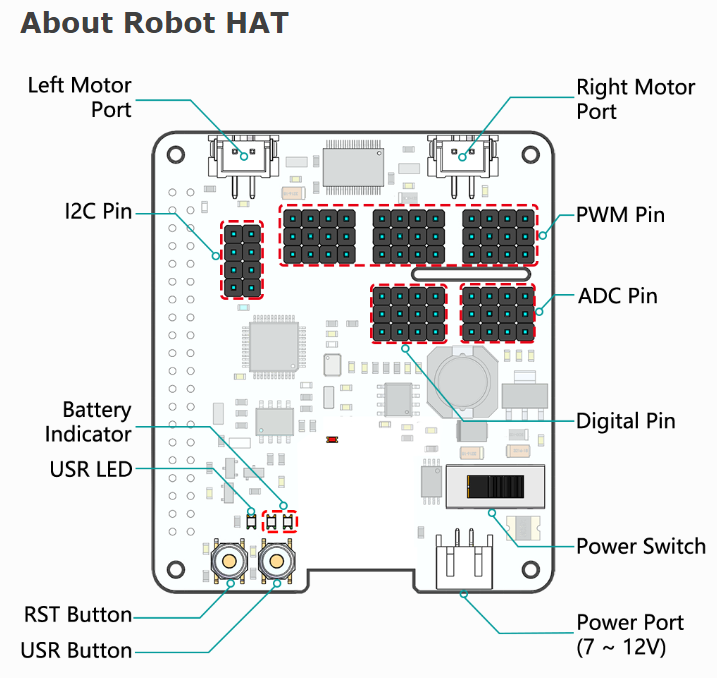 About Robot HAT
Left Motor
Port
Right Motor
Port
I2C Pin
PWM Pin
ADC Pin
Battery
Indicator
Digital Pin
USR LED
Power Switch
RST Button
Power Port
USR Button
(7 ~ 12V)